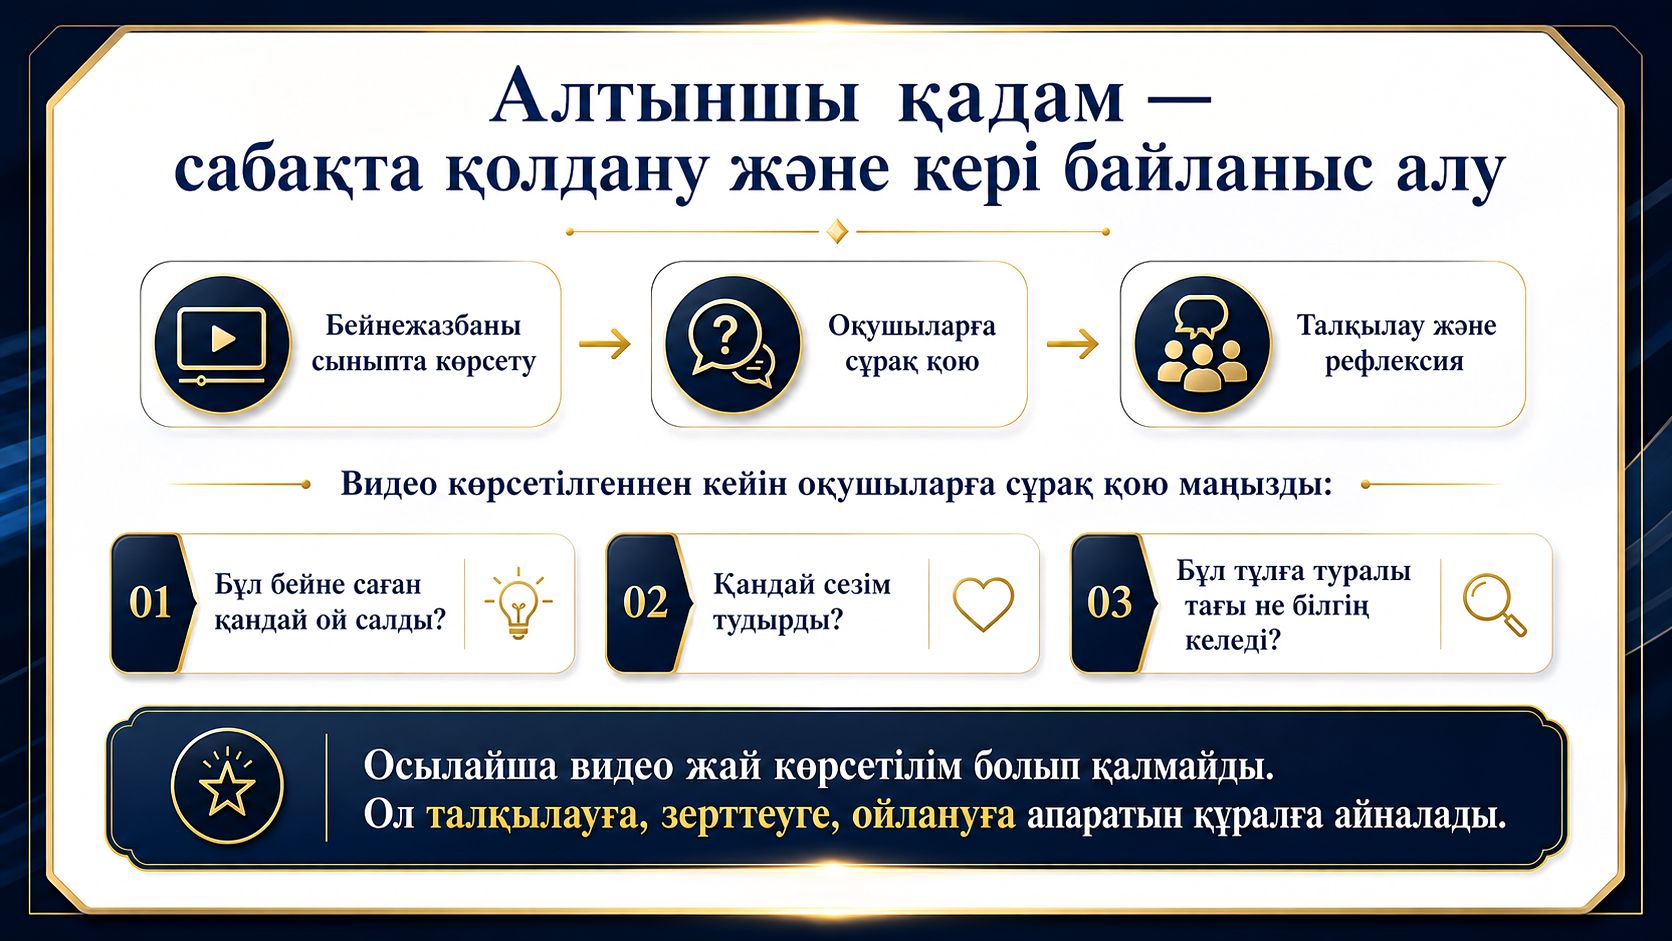 Алтыншы қадам —
сабақта қолдану және кері байланыс алу
Бейнежазбаны
сыныпта көрсету
Оқушыларға
сұрақ қою
Талқылау және
рефлексия
Видео көрсетілгеннен кейін оқушыларға сұрақ қою маңызды:
01
Бұл бейне саған
қандай ой салды?
02
Қандай сезім
тудырды?
03
Бұл тұлға туралы
тағы не білгің
келеді?
Осылайша видео жай көрсетілім болып қалмайды.
Ол талқылауға, зерттеуге, ойлануға апаратын құралға айналады.